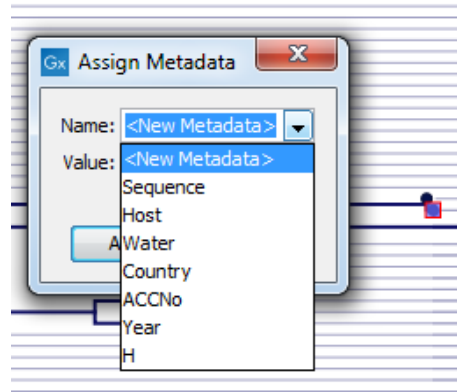 Gx Assign Metadata X
Name: <New Metadata>
Value: <New Metadata>
Sequence
Host
A Water
Country
ACCNo
Year
H